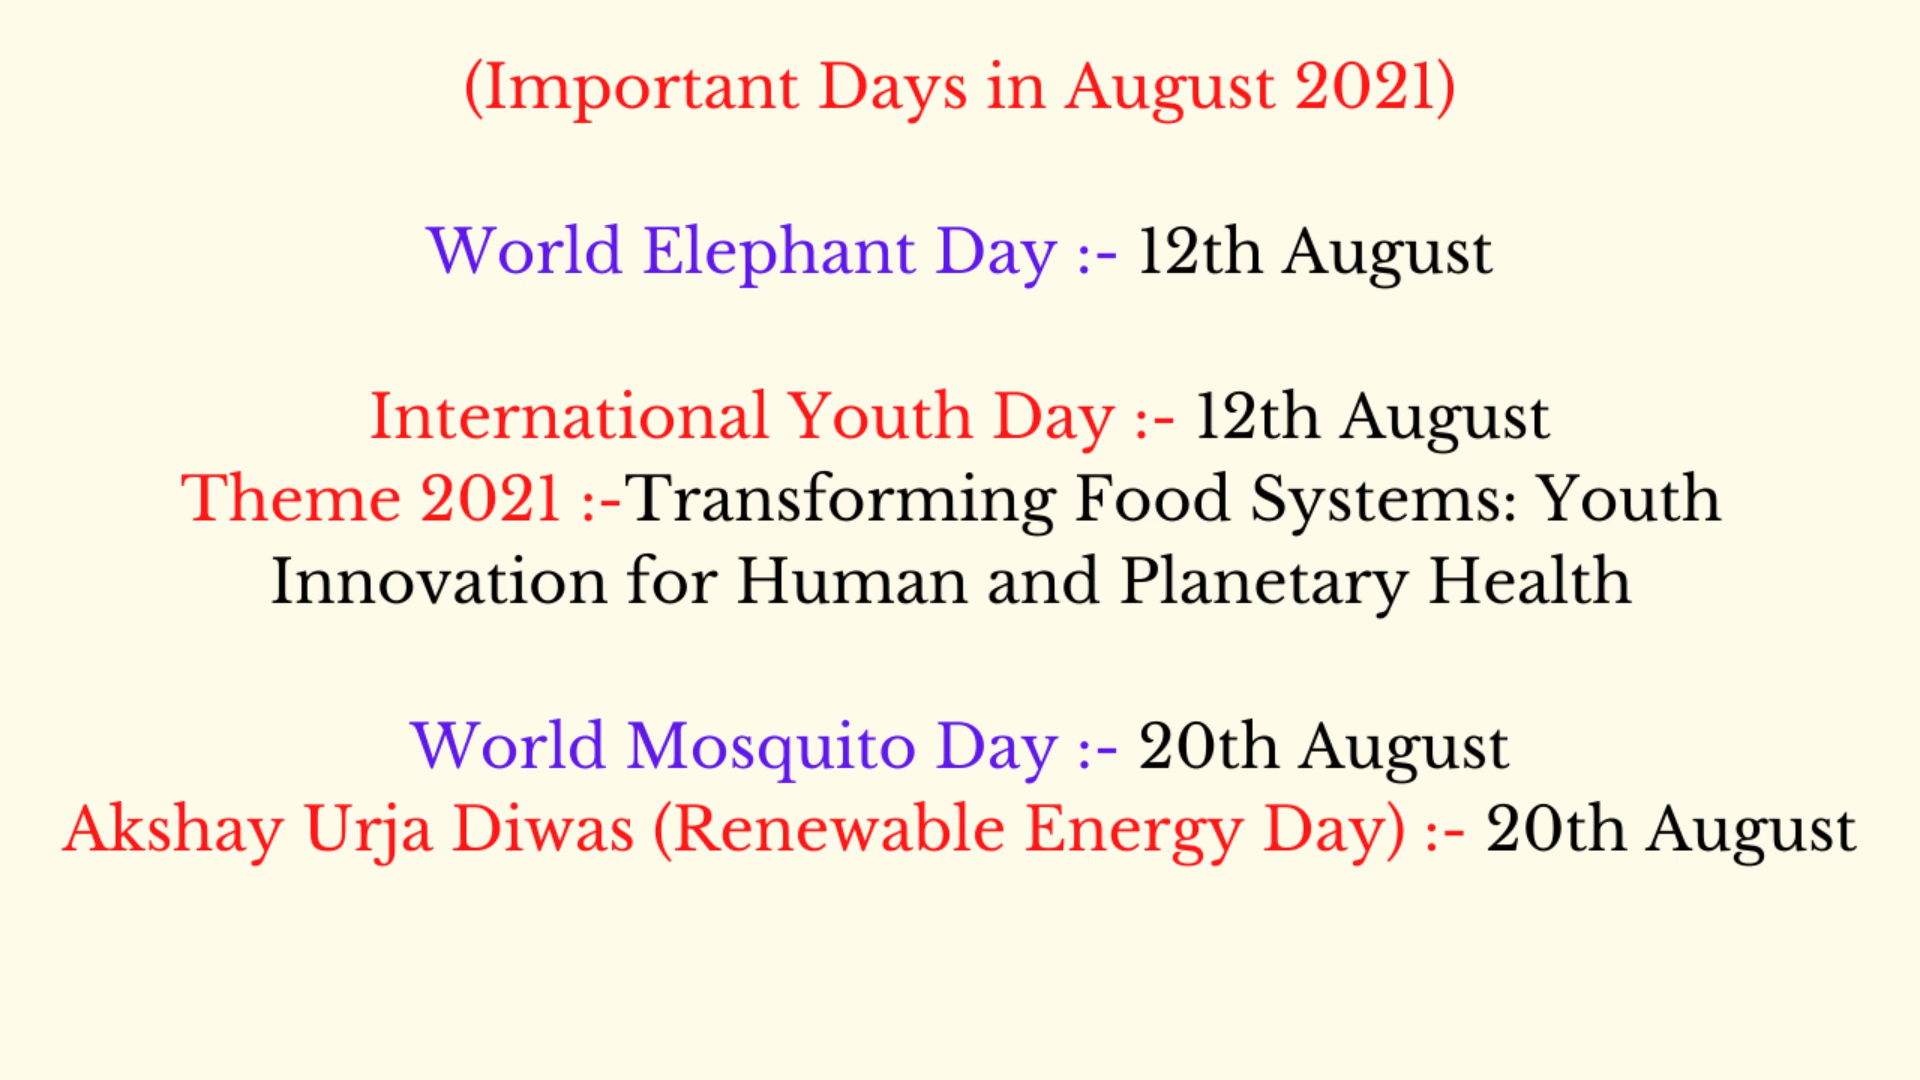 (Important Days in August 2021)
World Elephant Day :- 12th August
International Youth Day :- 12th August
Theme 2021 :-Transforming Food Systems: Youth
Innovation for Human and Planetary Health
World Mosquito Day :- 20th August
Akshay Urja Diwas (Renewable Energy Day) :- 20th August